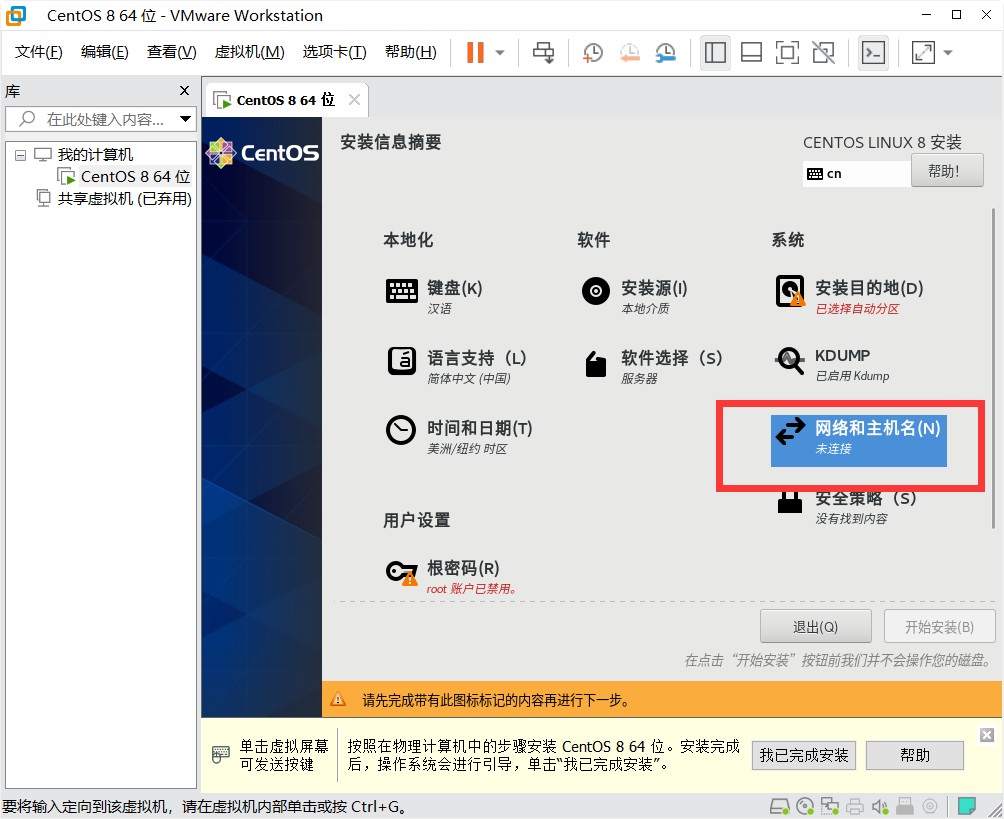 CentOS 8 64 位 - VMware Workstation
文件(F) 编辑(E) 查看(V) 虚拟机(M) 选项卡(T) 帮助(H)
库
在此处键入内容...
我的计算机
CentOS 8 64 位
共享虚拟机 (已弃用)
CentOS 8 64 位
CentOS
安装信息摘要
CENTOS LINUX 8 安装
cn
帮助！
本地化
键盘(K)
汉语
语言支持（L）
简体中文 (中国)
时间和日期(T)
美洲/纽约 时区
软件
安装源(I)
本地介质
软件选择（S）
服务器
系统
安装目的地(D)
已选择自动分区
KDUMP
已启用 Kdump
网络和主机名(N)
未连接
安全策略（S）
没有找到内容
用户设置
根密码(R)
root 账户已禁用。
退出(Q)
开始安装(B)
在点击“开始安装”按钮前我们并不会操作您的磁盘。
请先完成带有此图标标记的内容再进行下一步。
单击虚拟屏幕
可发送按键
按照在物理计算机中的步骤安装 CentOS 8 64 位。安装完成
后，操作系统会进行引导，单击“我已完成安装”。
我已完成安装
帮助
要将输入定向到该虚拟机，请在虚拟机内部单击或按 Ctrl+G。